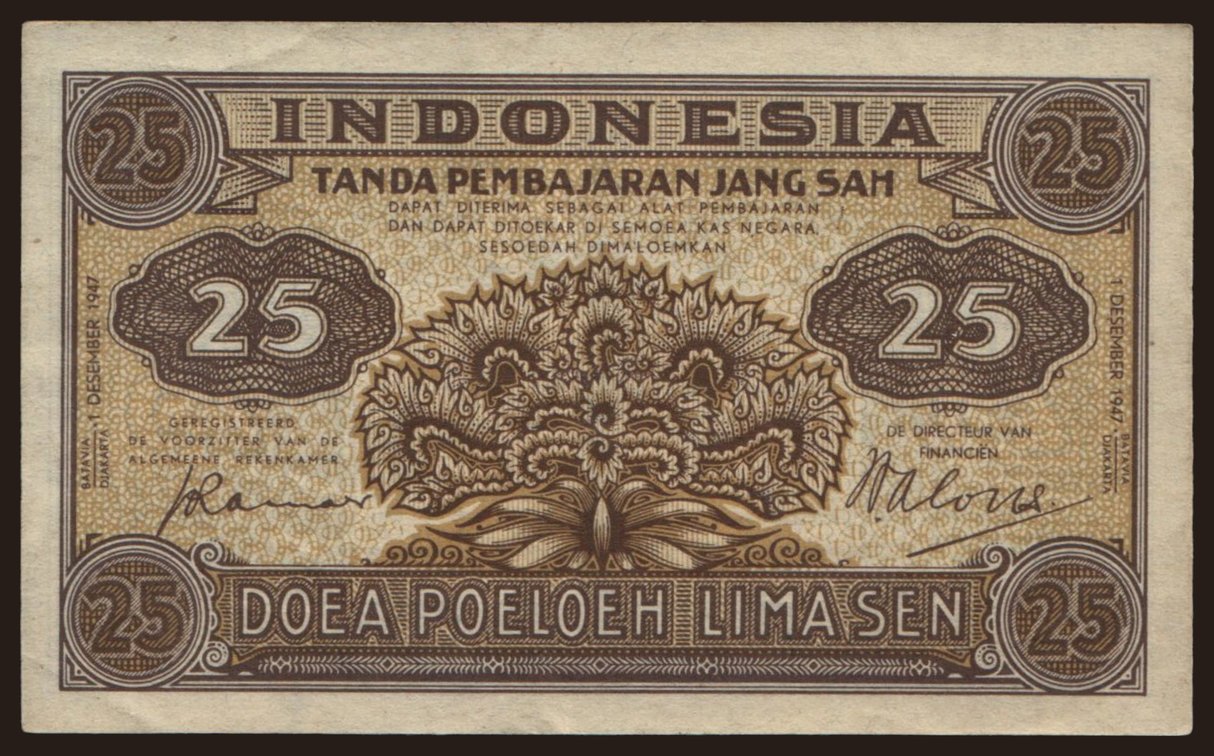 25
INDONESIA
25
TANDA PEMBAJARAN JANG SAH
DAPAT DITERIMA SEBAGAI ALAT PEMBAJARAN
DAN DAPAT DITOEKAR DI SEMOEA KAS NEGARA,
SESOEDAH DIMALOEMKAN
25
25
BATAVIA 1 DESEMBER 1947
DJAKARTA
1 DESEMBER 1947 BATAVIA
DJAKARTA
GEREGISTREERD
DE VOORZITTER VAN DE
ALGEMEENE REKENKAMER
DE DIRECTEUR VAN
FINANCIËN
25
DOEA POELOEH LIMA SEN
25